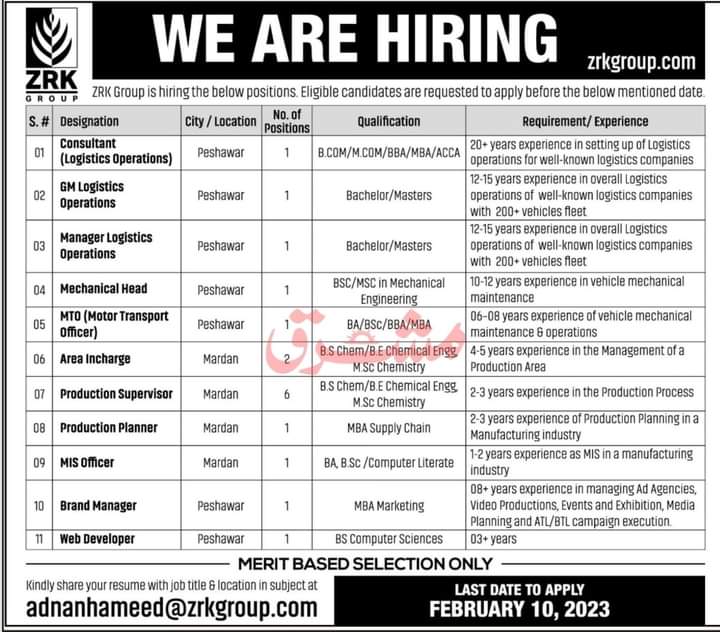 ZRK
GROUP
WE ARE HIRING
zrkgroup.com
ZRK Group is hiring the below positions. Eligible candidates are requested to apply before the below mentioned date.
S. # Designation City / Location No. of Positions Qualification Requirement/ Experience
01 Consultant (Logistics Operations) Peshawar 1 B.COM/M.COM/BBA/MBA/ACCA 20+ years experience in setting up of Logistics operations for well-known logistics companies
02 GM Logistics Operations Peshawar 1 Bachelor/Masters 12-15 years experience in overall Logistics operations of well-known logistics companies with 200+ vehicles fleet
03 Manager Logistics Operations Peshawar 1 Bachelor/Masters 12-15 years experience in overall Logistics operations of well-known logistics companies with 200+ vehicles fleet
04 Mechanical Head Peshawar 1 BSC/MSC in Mechanical Engineering 10-12 years experience in vehicle mechanical maintenance
05 MTO (Motor Transport Officer) Peshawar 1 BA/BSc/BBA/MBA 06-08 years experience of vehicle mechanical maintenance & operations
مشرق
06 Area Incharge Mardan 2 B.S Chem/B.E Chemical Engg, M.Sc Chemistry 4-5 years experience in the Management of a Production Area
07 Production Supervisor Mardan 6 B.S Chem/B.E Chemical Engg, M.Sc Chemistry 2-3 years experience in the Production Process
08 Production Planner Mardan 1 MBA Supply Chain 2-3 years experience of Production Planning in a Manufacturing industry
09 MIS Officer Mardan 1 BA, B.Sc /Computer Literate 1-2 years experience as MIS in a manufacturing industry
10 Brand Manager Peshawar 1 MBA Marketing 08+ years experience in managing Ad Agencies, Video Productions, Events and Exhibition, Media Planning and ATL/BTL campaign execution.
11 Web Developer Peshawar 1 BS Computer Sciences 03+ years
MERIT BASED SELECTION ONLY
Kindly share your resume with job title & location in subject at
adnanhameed@zrkgroup.com
LAST DATE TO APPLY
FEBRUARY 10, 2023